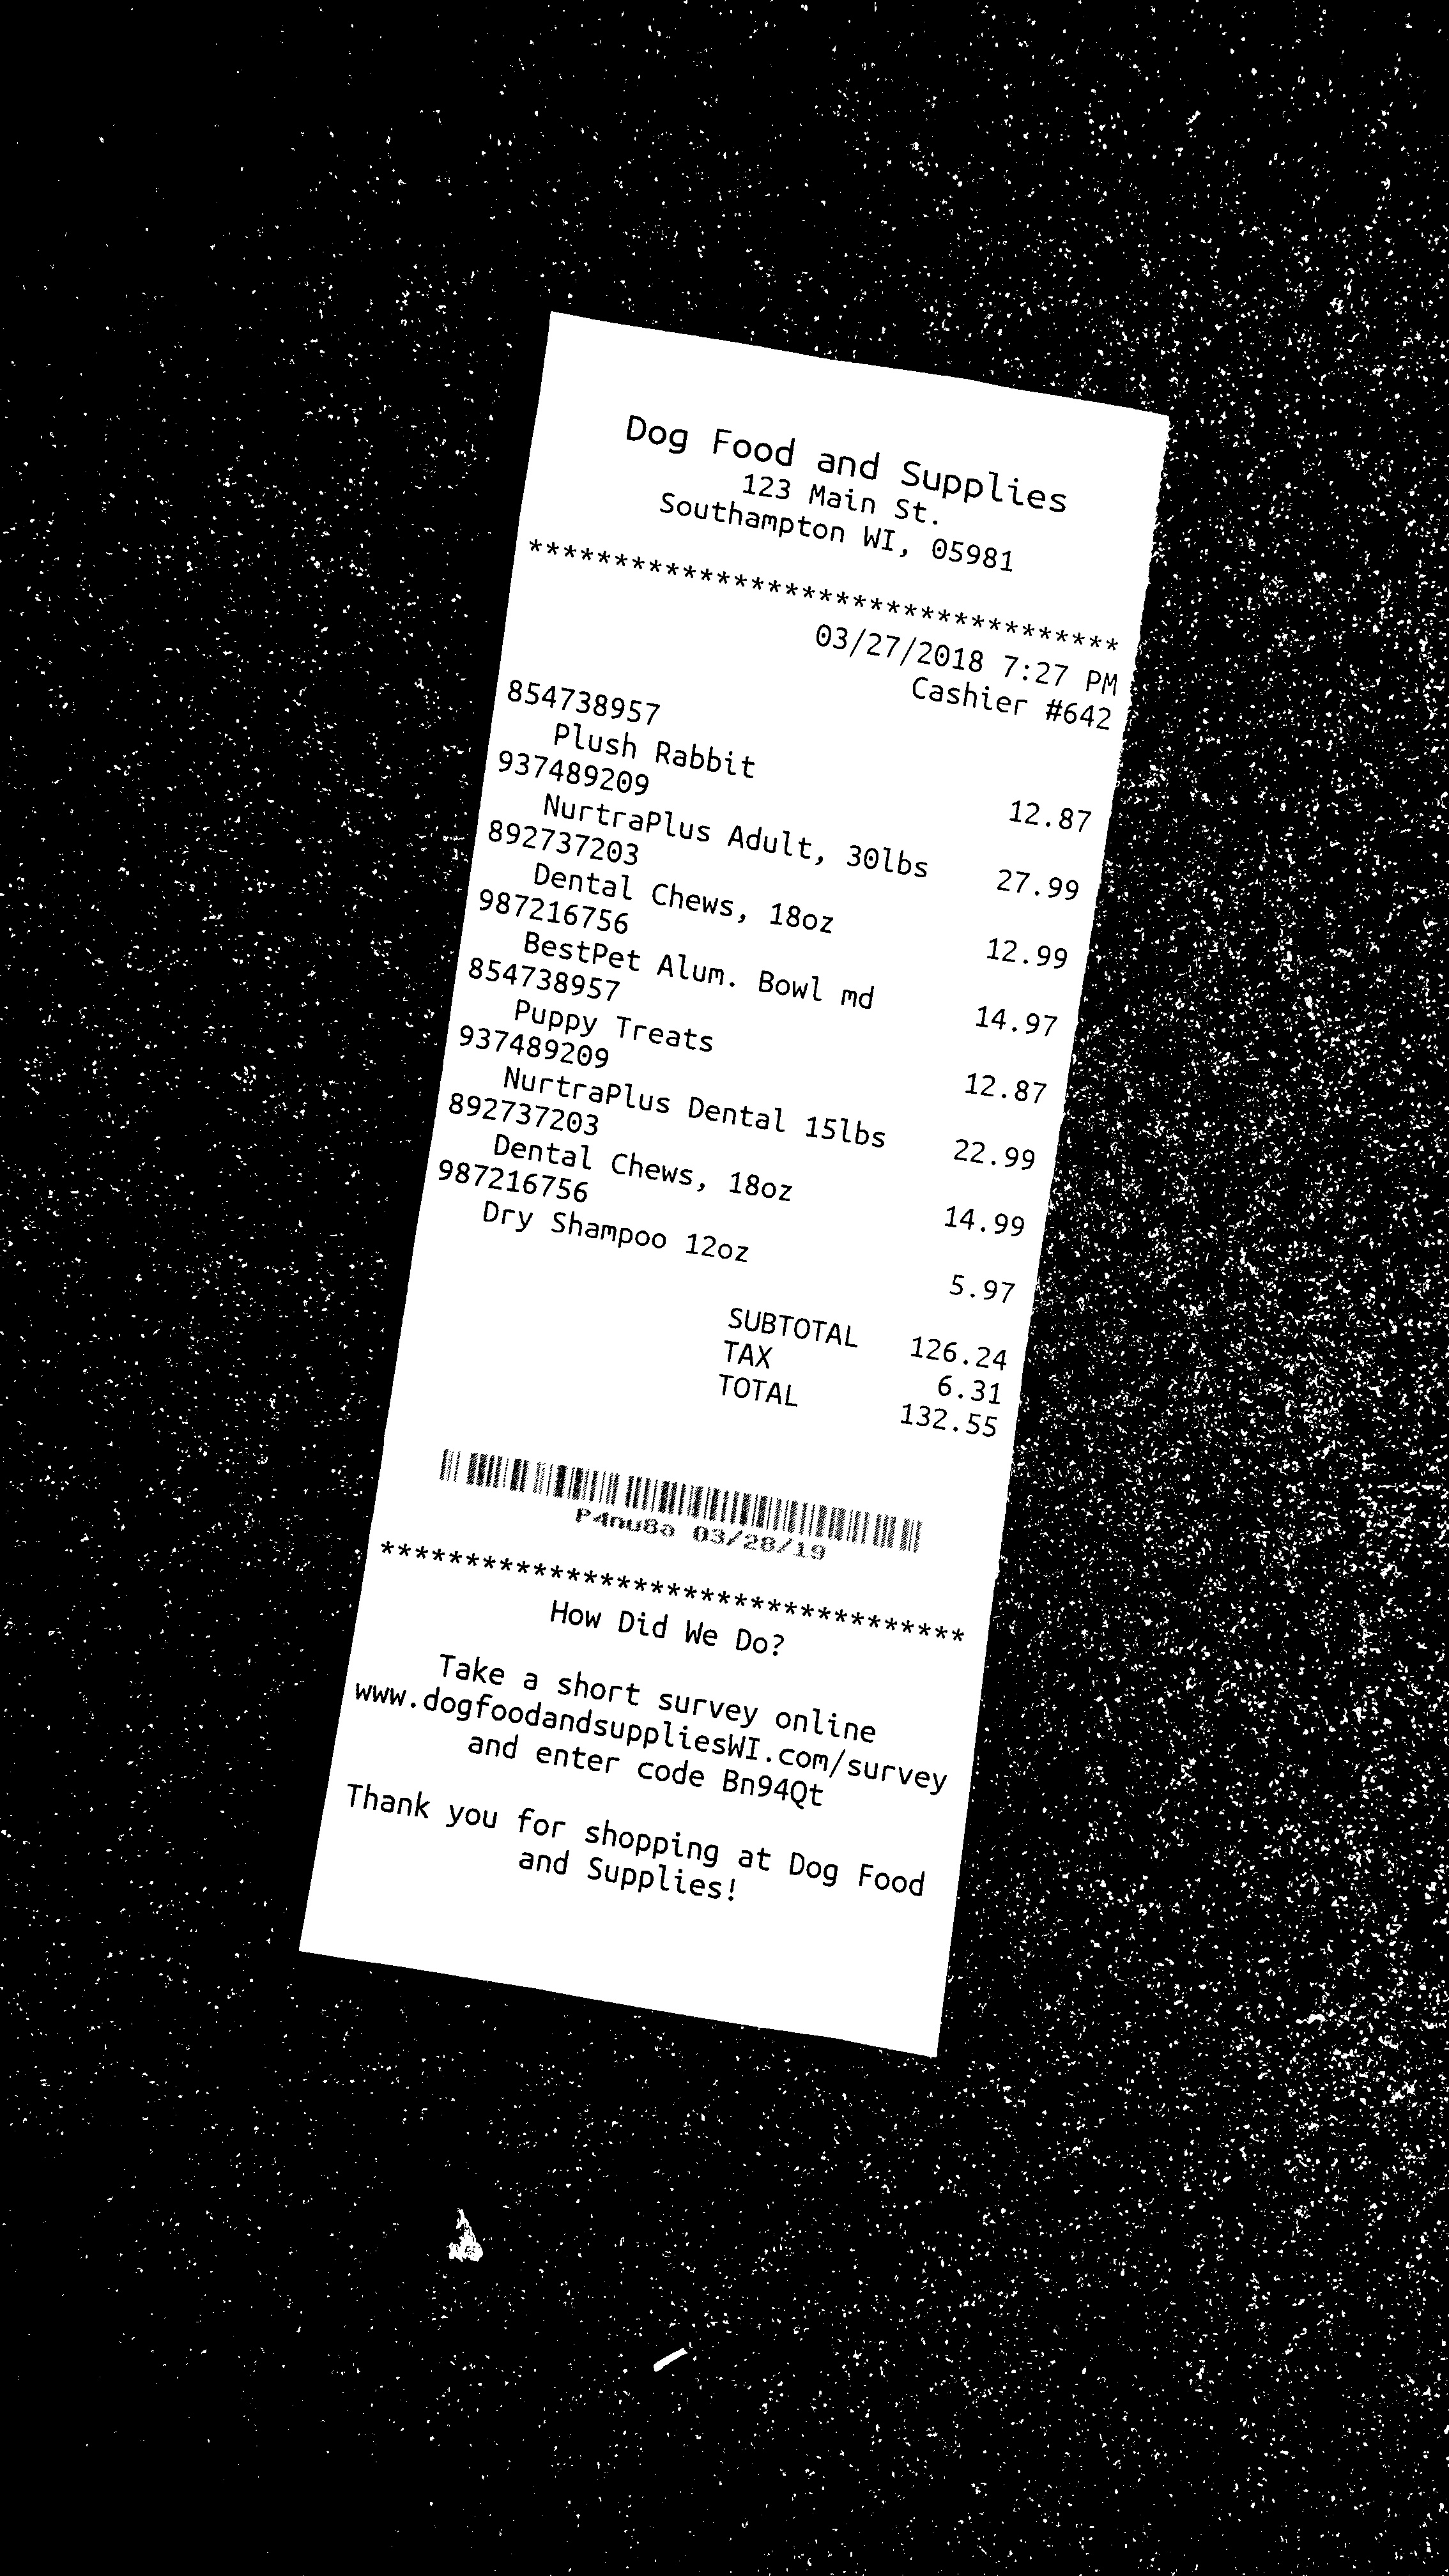 Dog Food and Supplies
123 Main St.
Southampton WI, 05981
***********************************
03/27/2018 7:27 PM
Cashier #642
854738957
Plush Rabbit 12.87
937489209
NurtraPlus Adult, 30lbs 27.99
892737203
Dental Chews, 18oz 12.99
987216756
BestPet Alum. Bowl md 14.97
854738957
Puppy Treats 12.87
937489209
NurtraPlus Dental 15lbs 22.99
892737203
Dental Chews, 18oz 14.99
987216756
Dry Shampoo 12oz 5.97
SUBTOTAL 126.24
TAX 6.31
TOTAL 132.55
P4nu8a 03/28/19
***********************************
How Did We Do?
Take a short survey online
www.dogfoodandsuppliesWI.com/survey
and enter code Bn94Qt
Thank you for shopping at Dog Food
and Supplies!